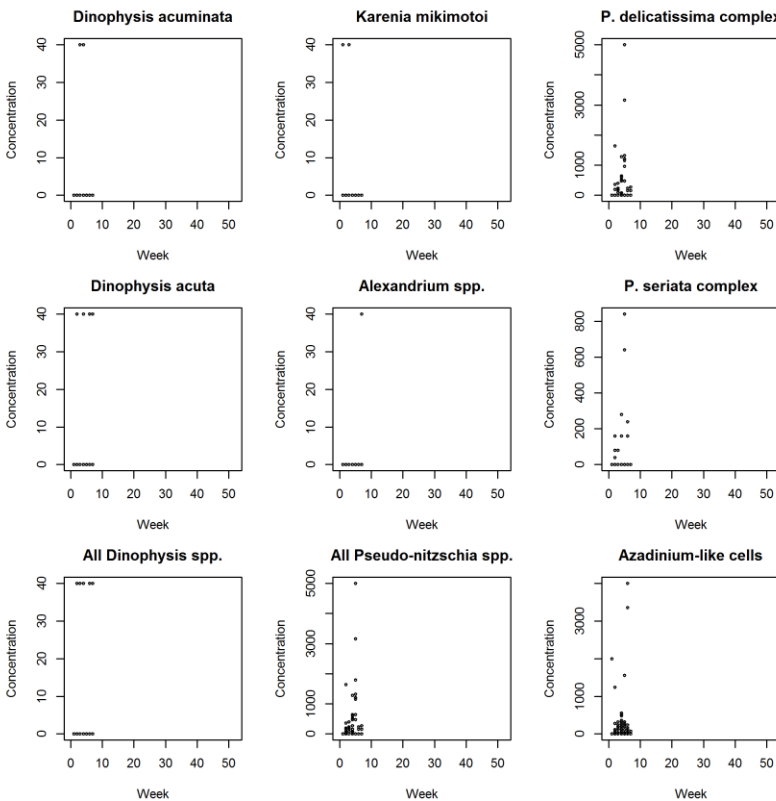 Dinophysis acuminata
Concentration
40
30
20
10
0
0 10 20 30 40 50
Week
Karenia mikimotoi
Concentration
40
30
20
10
0
0 10 20 30 40 50
Week
P. delicatissima complex
Concentration
5000
3000
1000
0
0 10 20 30 40 50
Week
Dinophysis acuta
Concentration
40
30
20
10
0
0 10 20 30 40 50
Week
Alexandrium spp.
Concentration
40
30
20
10
0
0 10 20 30 40 50
Week
P. seriata complex
Concentration
800
600
400
200
0
0 10 20 30 40 50
Week
All Dinophysis spp.
Concentration
40
30
20
10
0
0 10 20 30 40 50
Week
All Pseudo-nitzschia spp.
Concentration
5000
3000
1000
0
0 10 20 30 40 50
Week
Azadinium-like cells
Concentration
3000
1000
0
0 10 20 30 40 50
Week